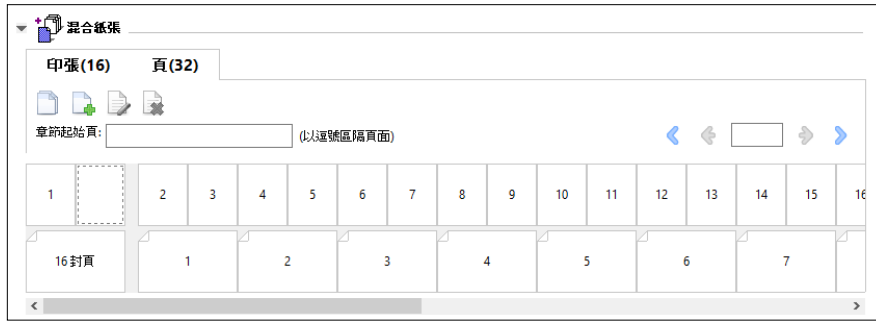 混合紙張
印張(16) 頁(32)
章節起始頁: (以逗號區隔頁面)
1 2 3 4 5 6 7 8 9 10 11 12 13 14 15 16
16 封頁 1 2 3 4 5 6 7